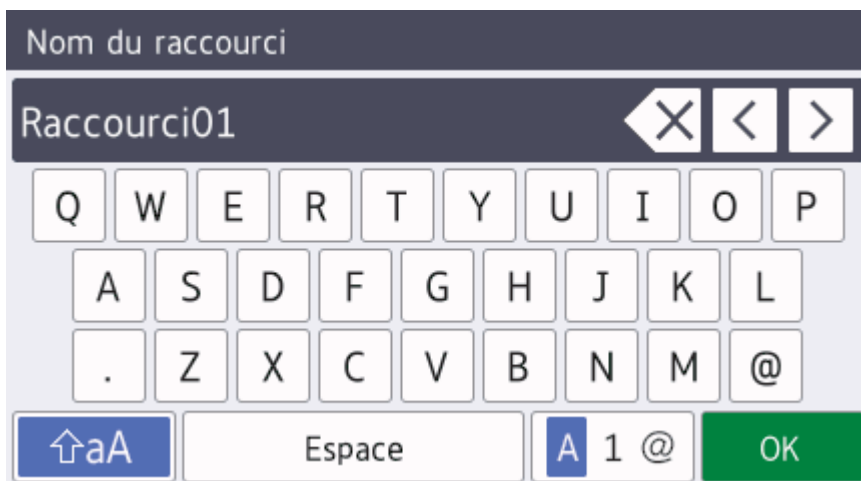 Nom du raccourci
Raccourci01
Q W E R T Y U I O P
A S D F G H J K L
. Z X C V B N M @
aA Espace A 1 @ OK